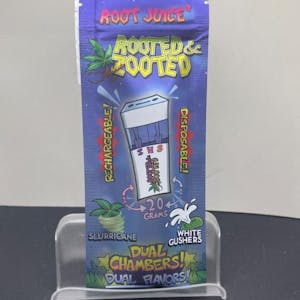 ROOT JUICE
ROOTED &
ZOOTED
RECHARGEABLE!
DISPOSABLE!
2.0
GRAMS
SLURRICANE
WHITE
GUSHERS
DUAL
CHAMBERS!
DUAL FLAVORS!